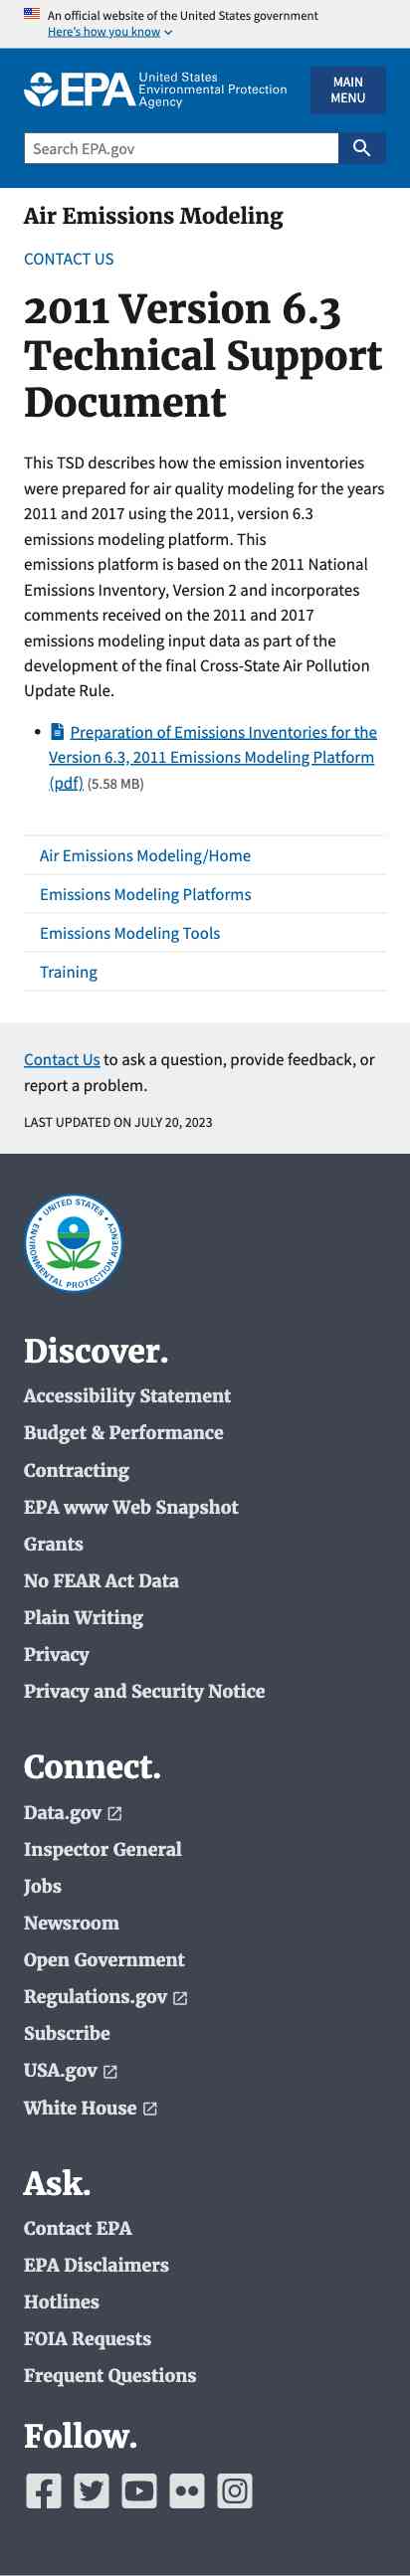 An official website of the United States government
Here's how you know
EPA United States
Environmental Protection
Agency
MAIN
MENU
Search EPA.gov
Air Emissions Modeling
CONTACT US
2011 Version 6.3
Technical Support
Document
This TSD describes how the emission inventories
were prepared for air quality modeling for the years
2011 and 2017 using the 2011, version 6.3
emissions modeling platform. This
emissions platform is based on the 2011 National
Emissions Inventory, Version 2 and incorporates
comments received on the 2011 and 2017
emissions modeling input data as part of the
development of the final Cross-State Air Pollution
Update Rule.
• Preparation of Emissions Inventories for the
Version 6.3, 2011 Emissions Modeling Platform
(pdf) (5.58 MB)
Air Emissions Modeling/Home
Emissions Modeling Platforms
Emissions Modeling Tools
Training
Contact Us to ask a question, provide feedback, or
report a problem.
LAST UPDATED ON JULY 20, 2023
UNITED STATES ENVIRONMENTAL PROTECTION AGENCY
Discover.
Accessibility Statement
Budget & Performance
Contracting
EPA www Web Snapshot
Grants
No FEAR Act Data
Plain Writing
Privacy
Privacy and Security Notice
Connect.
Data.gov
Inspector General
Jobs
Newsroom
Open Government
Regulations.gov
Subscribe
USA.gov
White House
Ask.
Contact EPA
EPA Disclaimers
Hotlines
FOIA Requests
Frequent Questions
Follow.